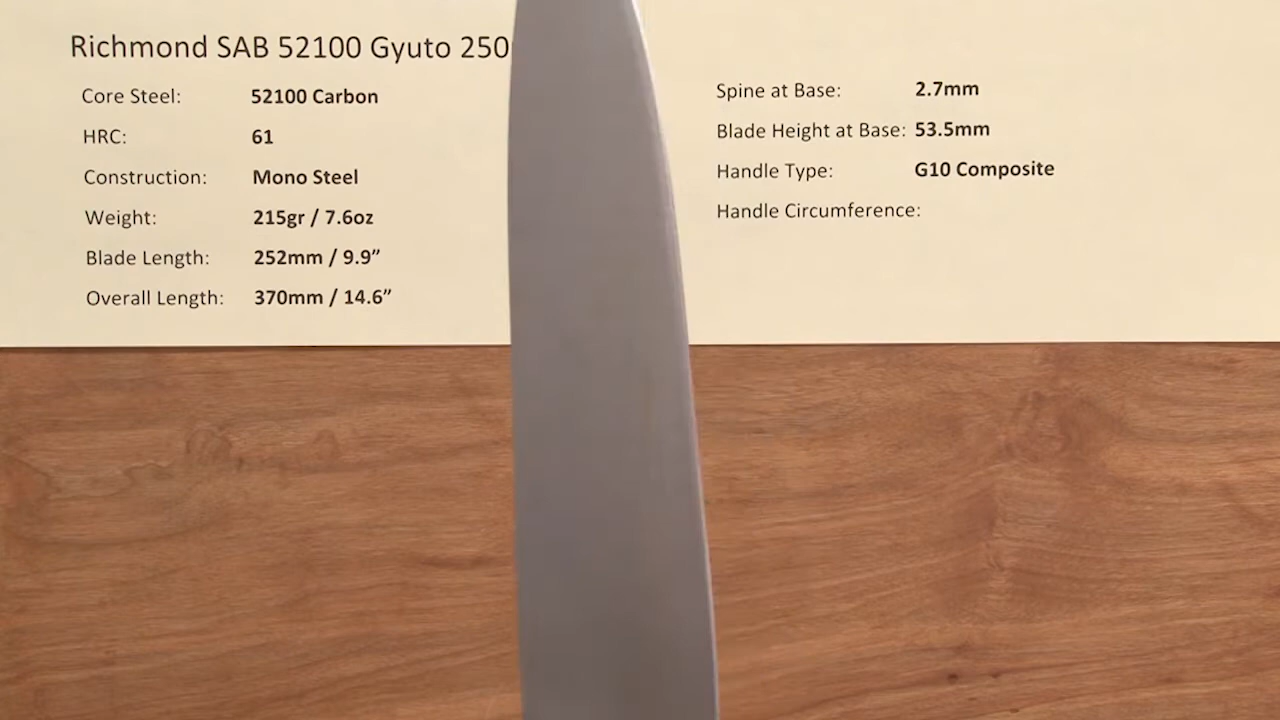 Richmond SAB 52100 Gyuto 250
Core Steel: 52100 Carbon
HRC: 61
Construction: Mono Steel
Weight: 215gr / 7.6oz
Blade Length: 252mm / 9.9”
Overall Length: 370mm / 14.6”
Spine at Base: 2.7mm
Blade Height at Base: 53.5mm
Handle Type: G10 Composite
Handle Circumference: